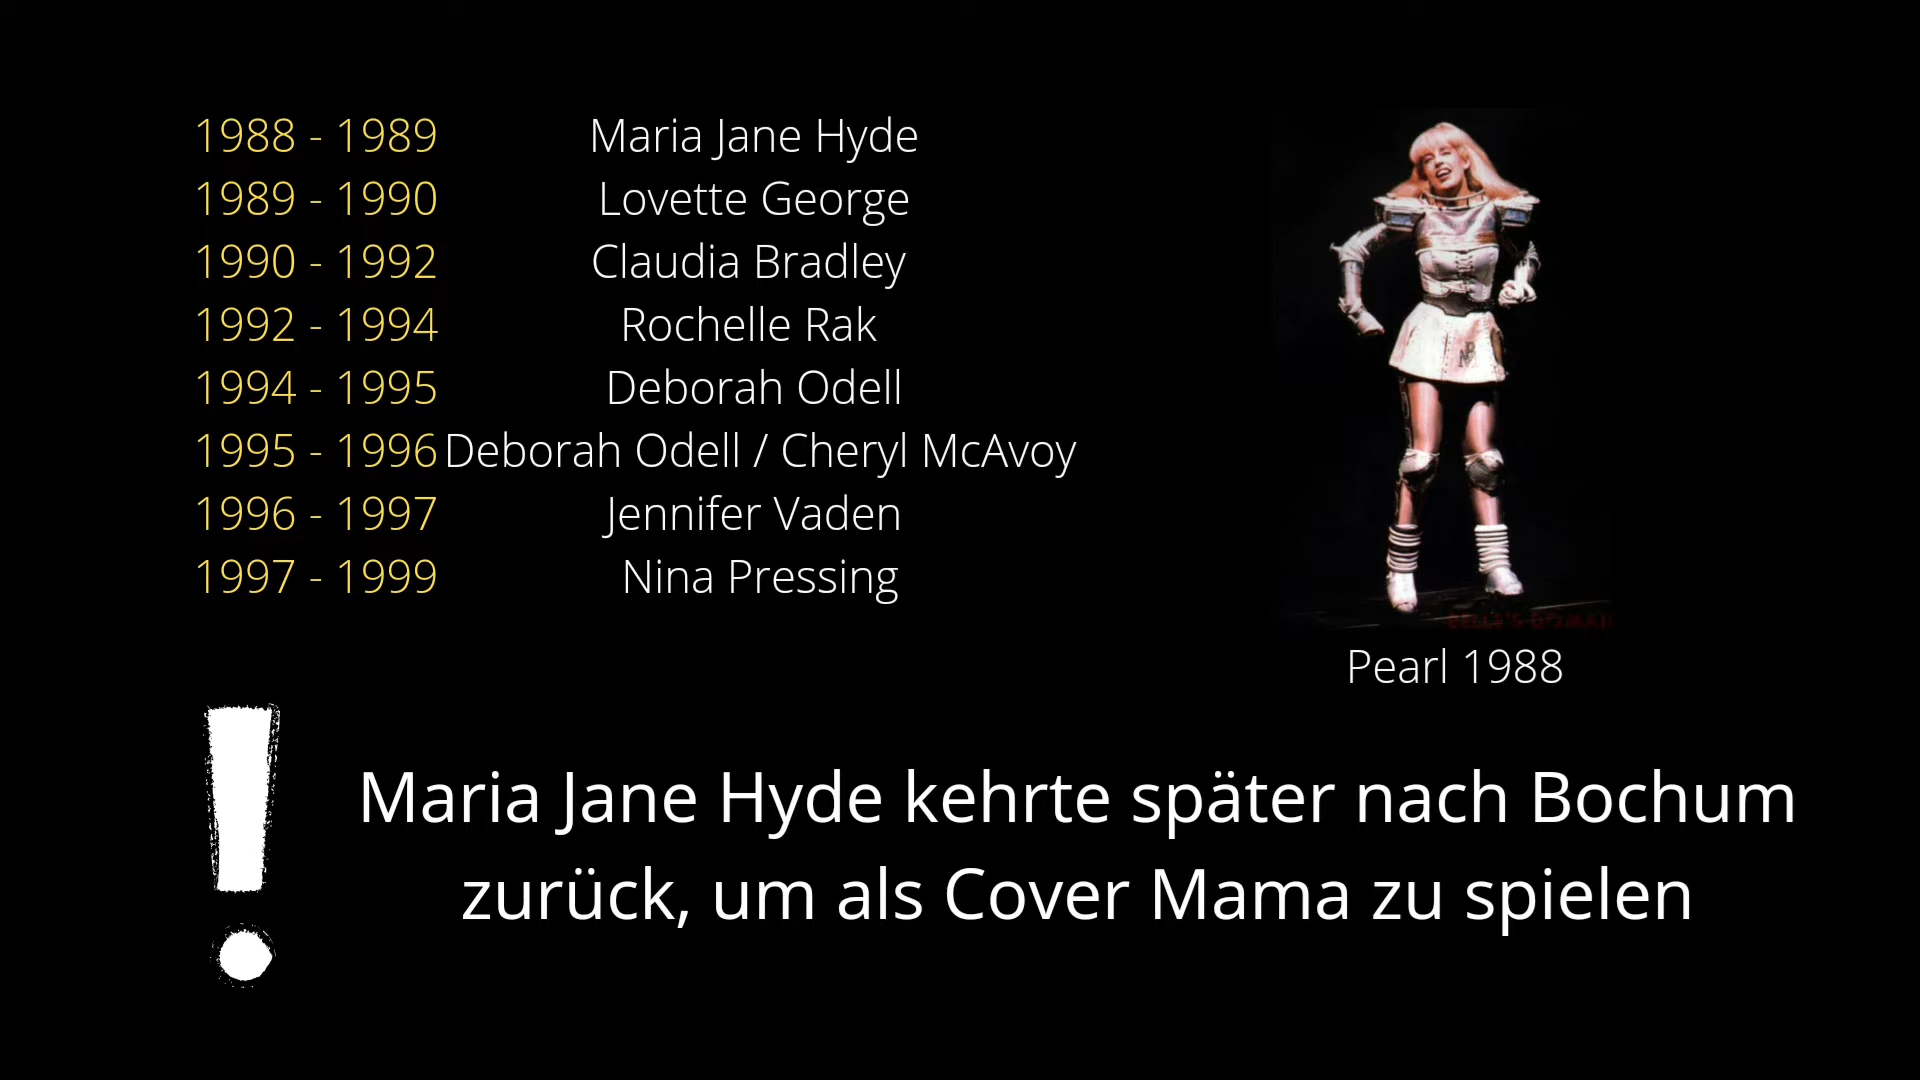 1988 - 1989 Maria Jane Hyde
1989 - 1990 Lovette George
1990 - 1992 Claudia Bradley
1992 - 1994 Rochelle Rak
1994 - 1995 Deborah Odell
1995 - 1996 Deborah Odell / Cheryl McAvoy
1996 - 1997 Jennifer Vaden
1997 - 1999 Nina Pressing
Pearl 1988
!
Maria Jane Hyde kehrte später nach Bochum
zurück, um als Cover Mama zu spielen